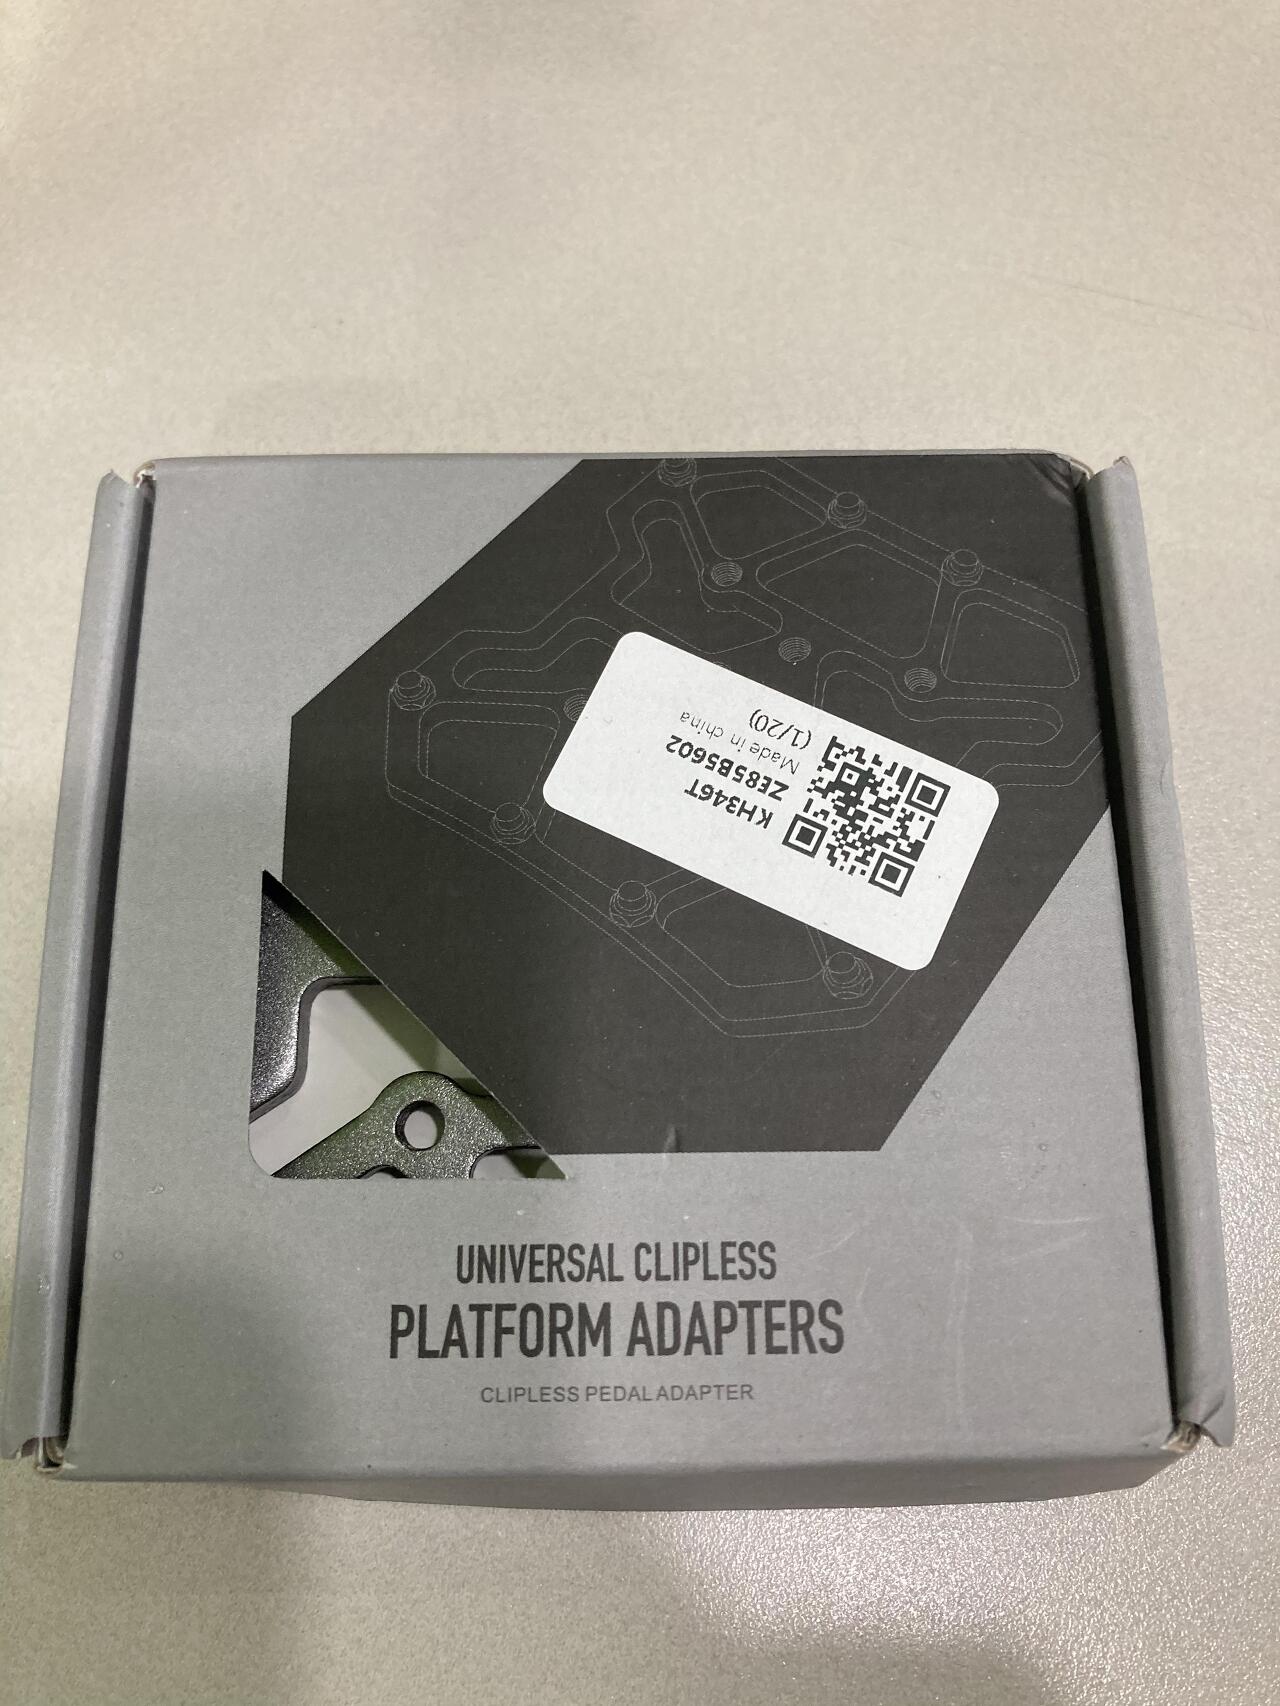 KH346T
ZE85B5602
Made in china
(1/20)
UNIVERSAL CLIPLESS
PLATFORM ADAPTERS
CLIPLESS PEDAL ADAPTER